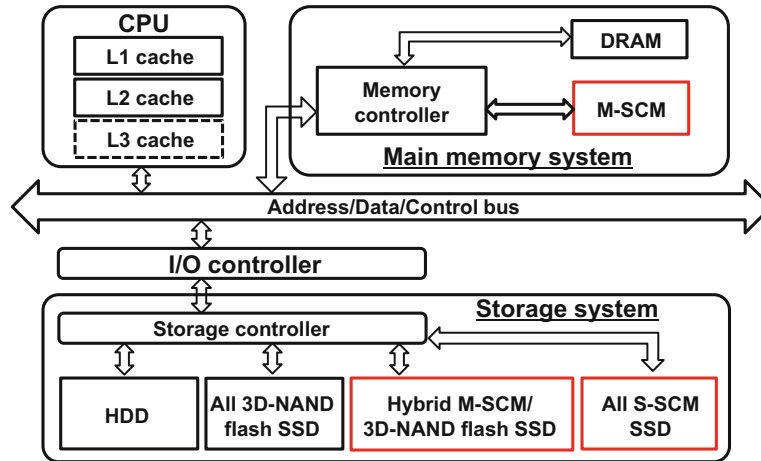 CPU
L1 cache
L2 cache
L3 cache
DRAM
Memory
controller
M-SCM
Main memory system
Address/Data/Control bus
I/O controller
Storage system
Storage controller
HDD
All 3D-NAND
flash SSD
Hybrid M-SCM/
3D-NAND flash SSD
All S-SCM
SSD